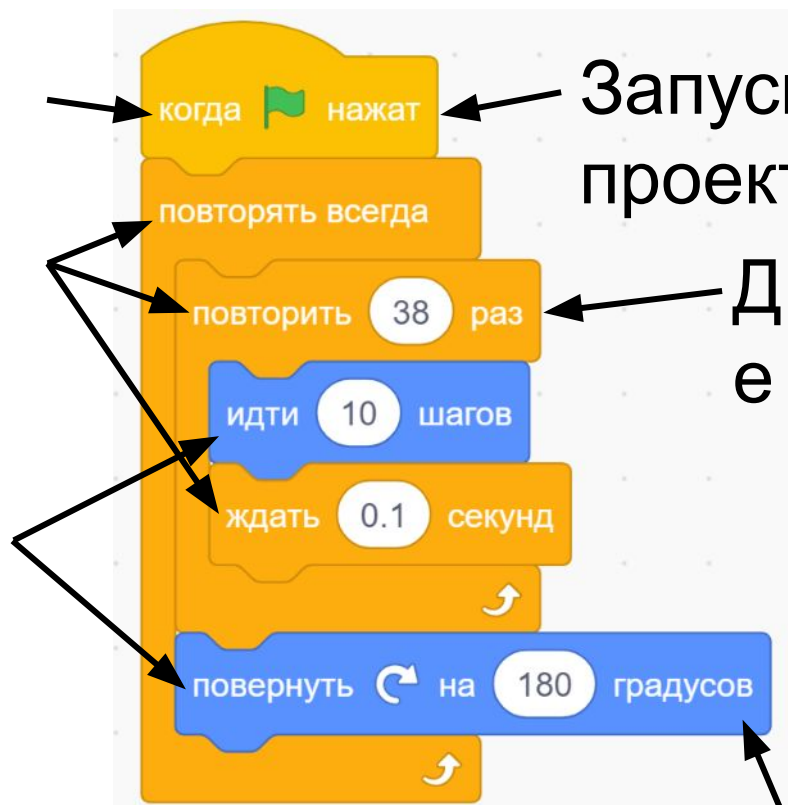 когда нажат
Запус
проек
повторять всегда
повторить 38 раз
Д
е
идти 10 шагов
ждать 0.1 секунд
повернуть на 180 градусов